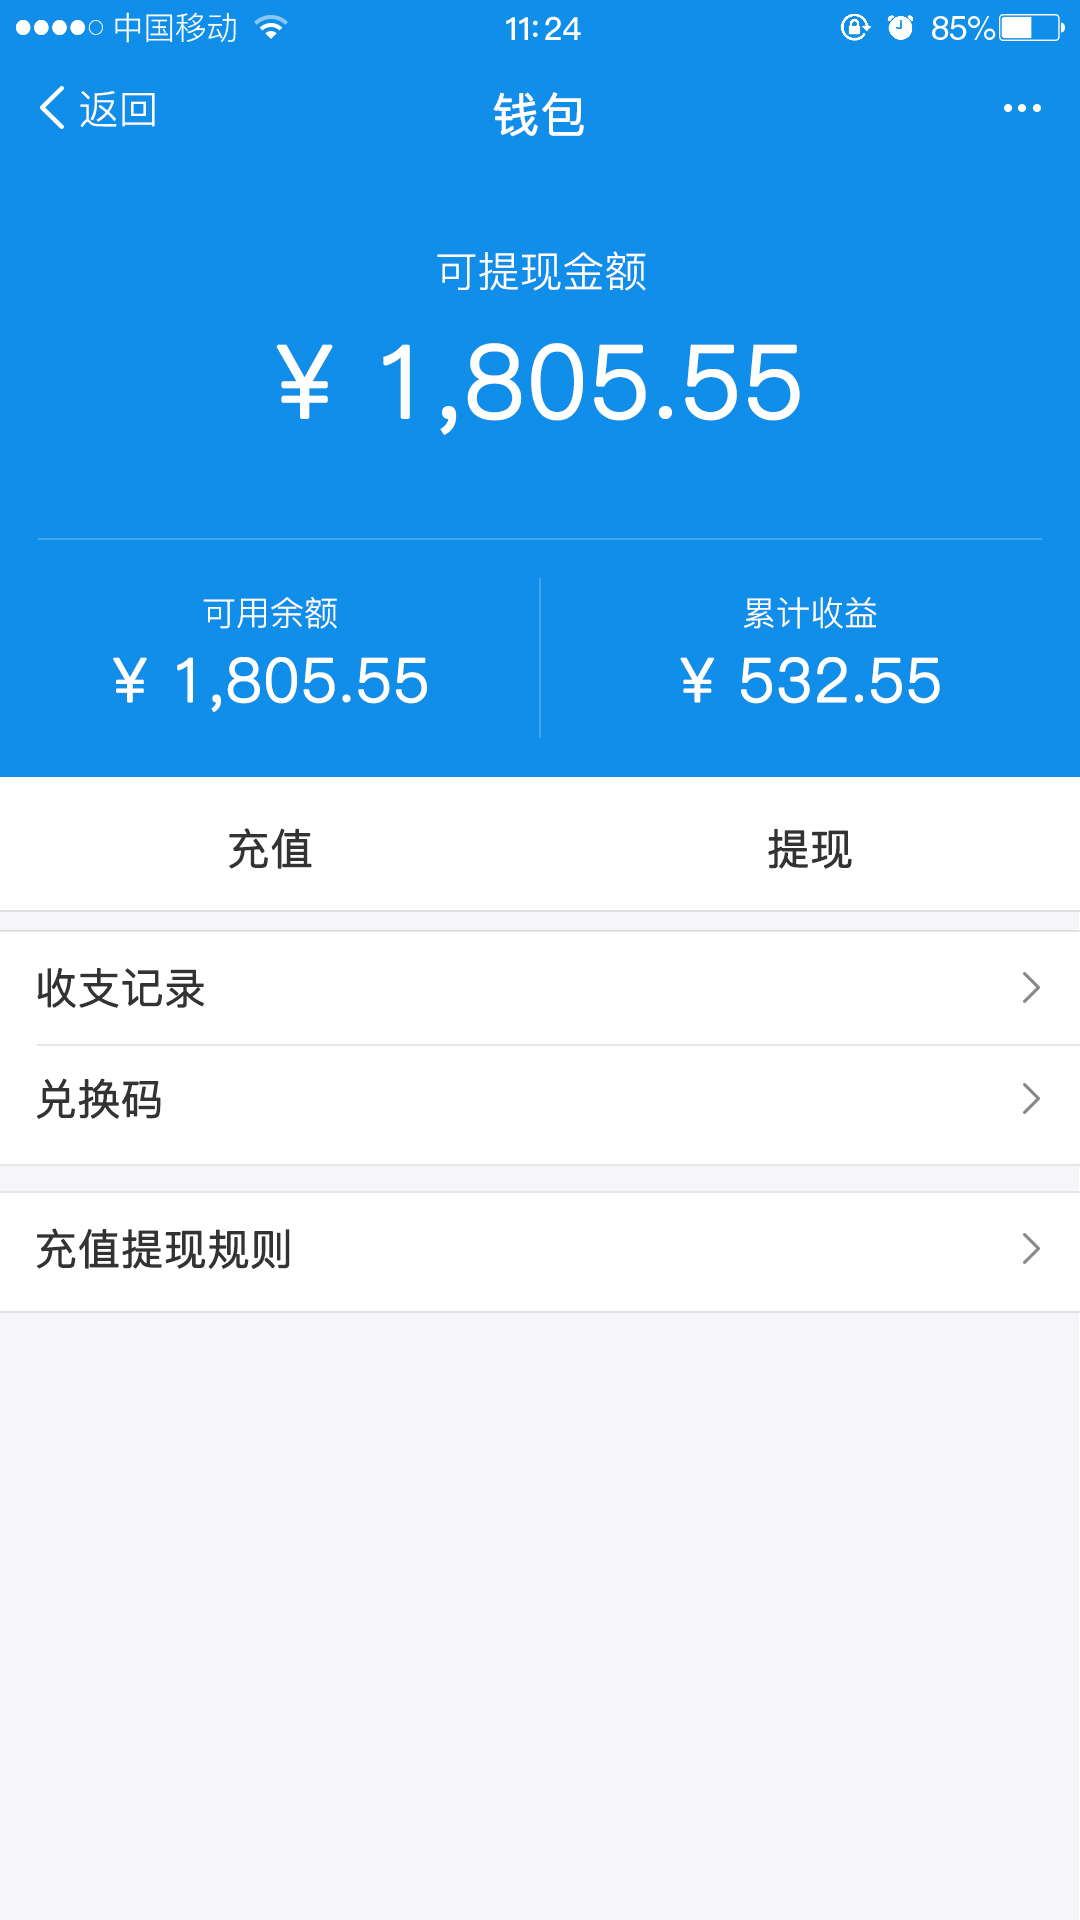 中国移动 11:24 85%
返回 钱包
可提现金额
¥ 1,805.55
可用余额 累计收益
¥ 1,805.55 ¥ 532.55
充值 提现
收支记录
兑换码
充值提现规则